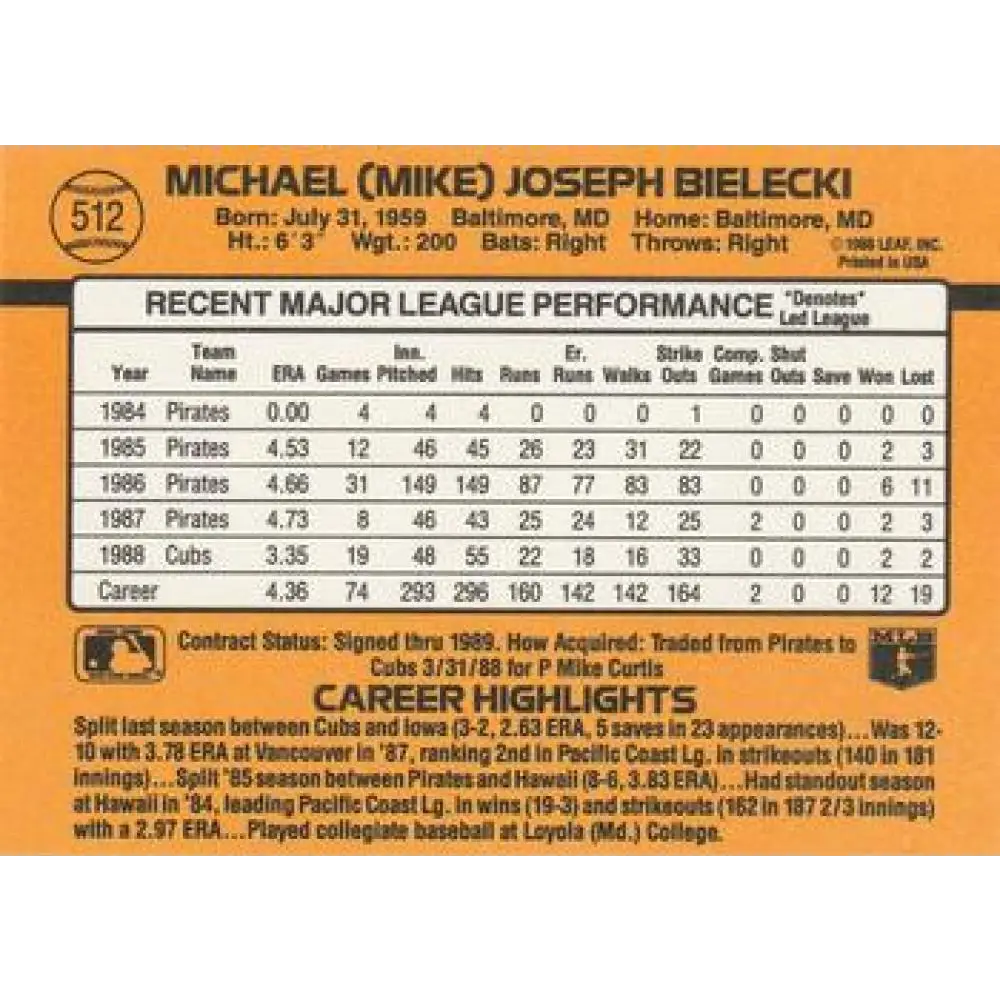 512
MICHAEL (MIKE) JOSEPH BIELECKI
Born: July 31, 1959 Baltimore, MD Home: Baltimore, MD
Ht.: 6'3" Wgt.: 200 Bats: Right Throws: Right
© 1988 LEAF, INC.
Printed in USA
RECENT MAJOR LEAGUE PERFORMANCE "Denotes"
Led League
Year Team Name ERA Games Inn. Pitched Hits Runs Er. Runs Walks Strike Outs Comp. Games Shut Outs Save Won Lost
1984 Pirates 0.00 4 4 4 0 0 0 1 0 0 0 0 0
1985 Pirates 4.53 12 46 45 26 23 31 22 0 0 0 2 3
1986 Pirates 4.66 31 149 149 87 77 83 83 0 0 0 6 11
1987 Pirates 4.73 8 46 43 25 24 12 25 2 0 0 2 3
1988 Cubs 3.35 19 48 55 22 18 16 33 0 0 0 2 2
Career 4.36 74 293 296 160 142 142 164 2 0 0 12 19
Contract Status: Signed thru 1989. How Acquired: Traded from Pirates to
Cubs 3/31/88 for P Mike Curtis
MLB
CAREER HIGHLIGHTS
Split last season between Cubs and Iowa (3-2, 2.63 ERA, 5 saves in 23 appearances)...Was 12-
10 with 3.78 ERA at Vancouver in '87, ranking 2nd in Pacific Coast Lg. in strikeouts (140 in 181
innings)...Split '85 season between Pirates and Hawaii (8-6, 3.83 ERA)...Had standout season
at Hawaii in '84, leading Pacific Coast Lg. in wins (19-3) and strikeouts (162 in 187 2/3 innings)
with a 2.97 ERA...Played collegiate baseball at Loyola (Md.) College.